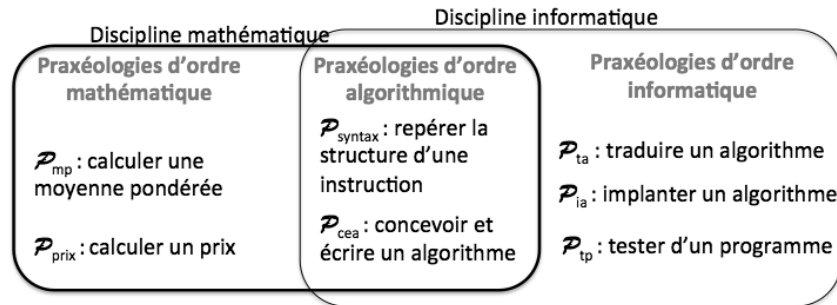 Discipline informatique
Discipline mathématique
Praxéologies d'ordre
mathématique
𝓟mp : calculer une
moyenne pondérée
𝓟prix : calculer un prix
Praxéologies d'ordre
algorithmique
𝓟syntax : repérer la
structure d'une
instruction
𝓟cea : concevoir et
écrire un algorithme
Praxéologies d'ordre
informatique
𝓟ta : traduire un algorithme
𝓟ia : implanter un algorithme
𝓟tp : tester d'un programme